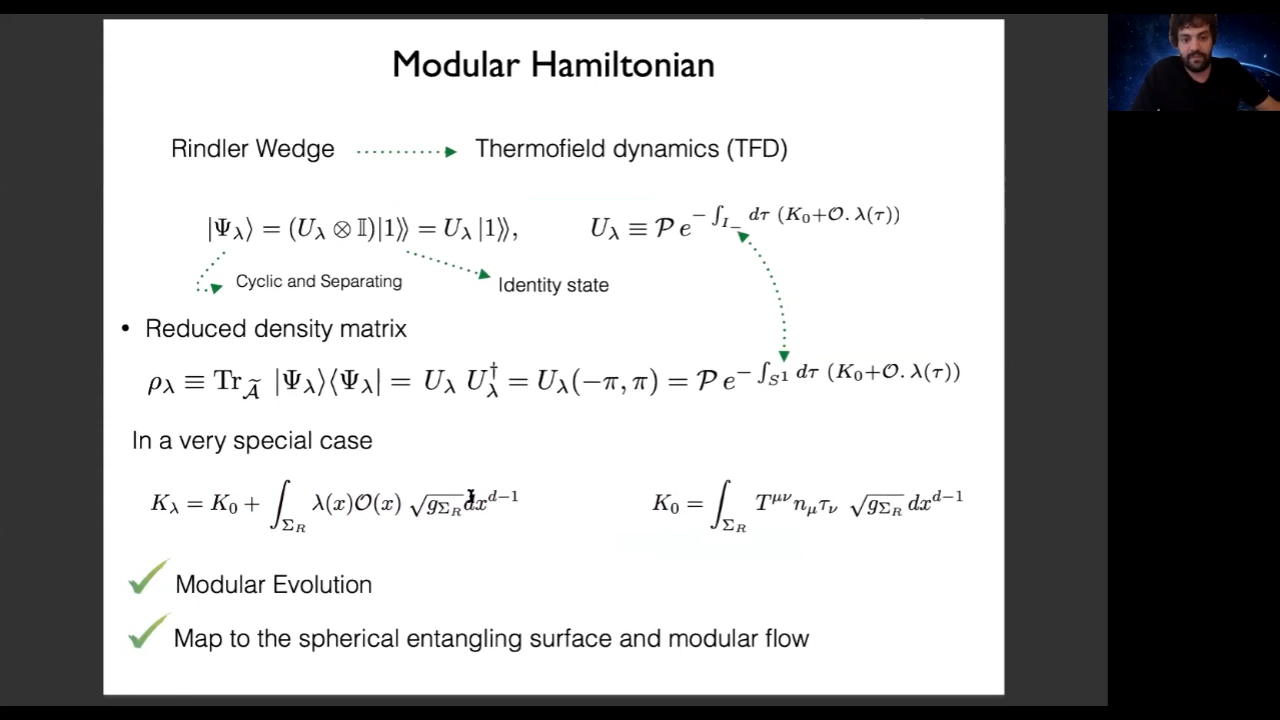 Modular Hamiltonian
Rindler Wedge Thermofield dynamics (TFD)
|Ψ_λ⟩ = (U_λ ⊗ 𝕀)|1⟩⟩ = U_λ |1⟩⟩, U_λ ≡ 𝒫 e^{−∫_{I_−} dτ (K_0+𝒪.λ(τ))}
Cyclic and Separating
Identity state
• Reduced density matrix
ρ_λ ≡ Tr_{𝒜̃} |Ψ_λ⟩⟨Ψ_λ| = U_λ U_λ^† = U_λ(−π, π) = 𝒫 e^{−∫_{S^1} dτ (K_0+𝒪.λ(τ))}
In a very special case
K_λ = K_0 + ∫_{Σ_R} λ(x)𝒪(x) √g_{Σ_R} dx^{d−1} K_0 = ∫_{Σ_R} T^{μν} n_μ τ_ν √g_{Σ_R} dx^{d−1}
Modular Evolution
Map to the spherical entangling surface and modular flow